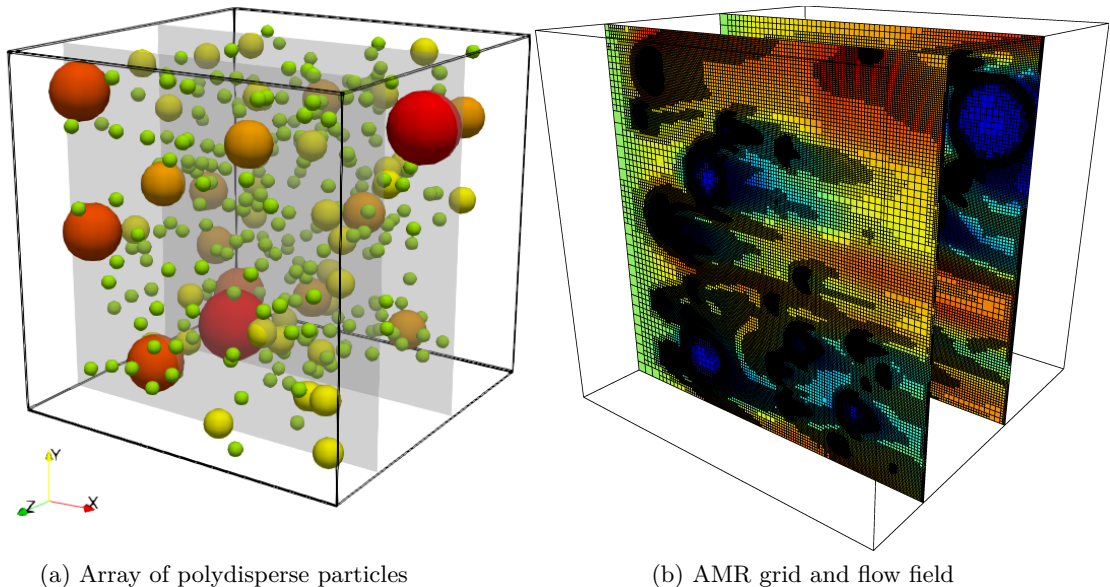 Y
Z
X
(a) Array of polydisperse particles
(b) AMR grid and flow field